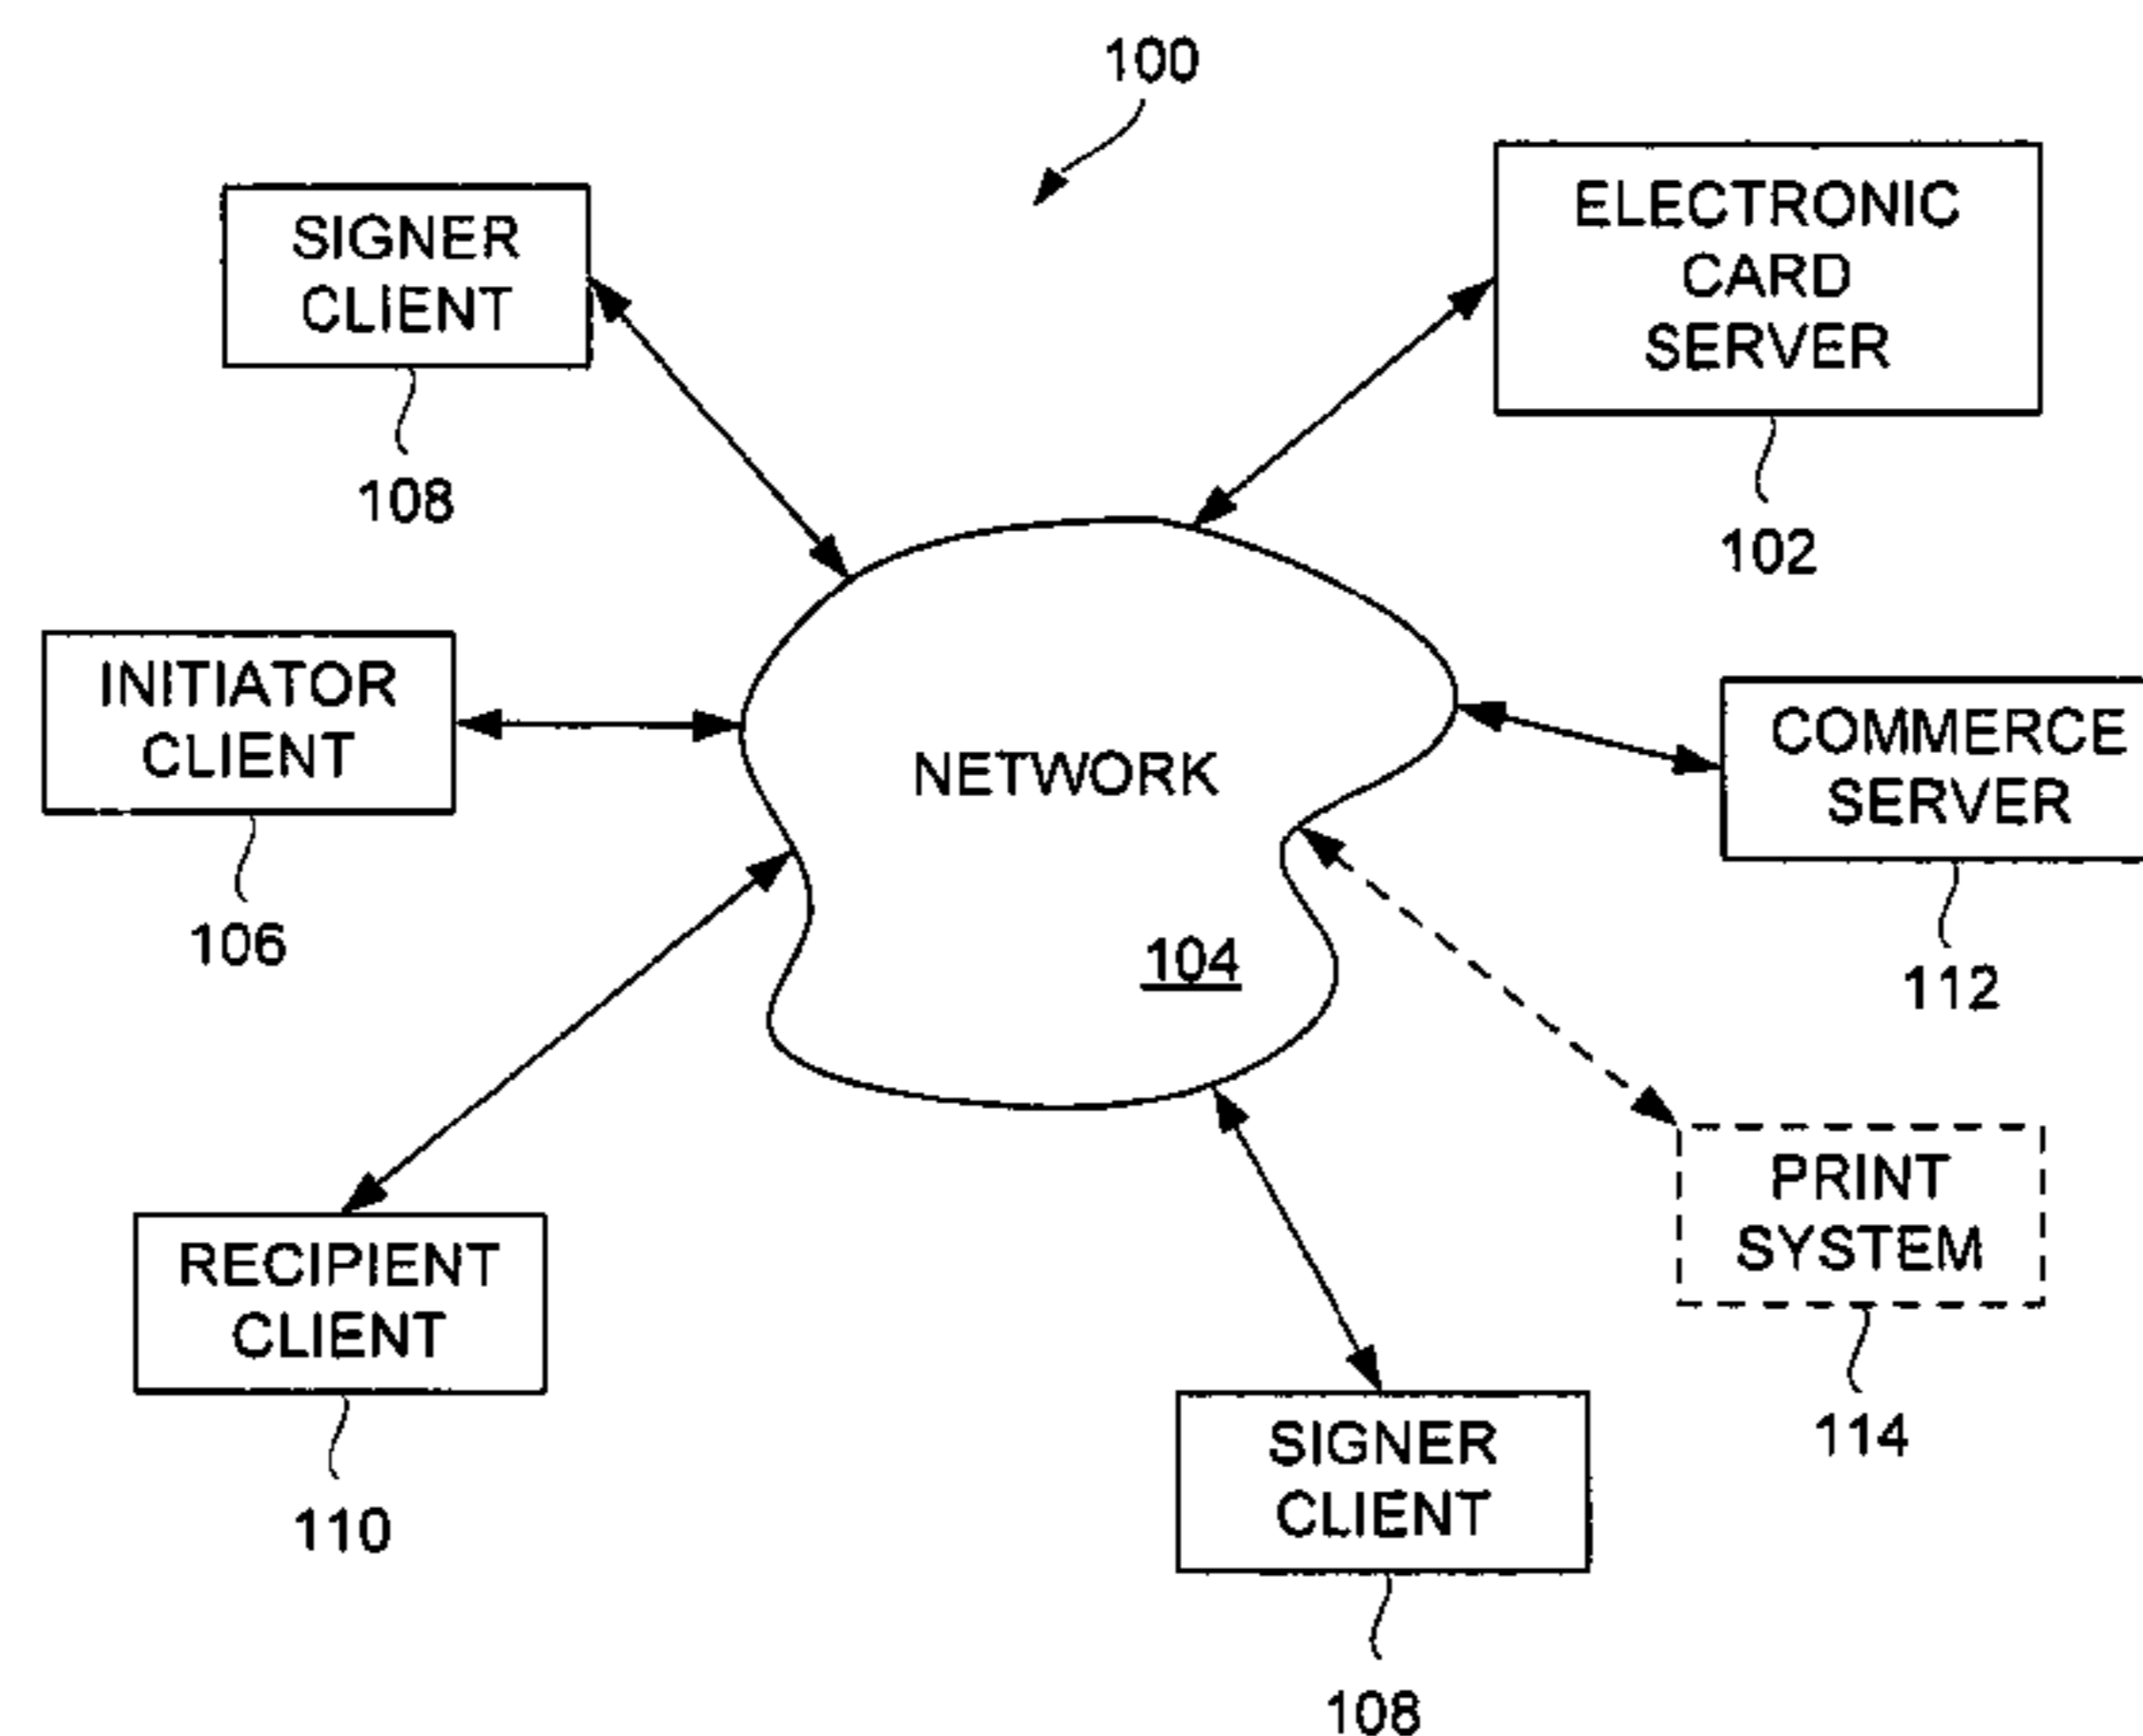 100
SIGNER
CLIENT
108
ELECTRONIC
CARD
SERVER
102
INITIATOR
CLIENT
106
NETWORK
104
COMMERCE
SERVER
112
RECIPIENT
CLIENT
110
PRINT
SYSTEM
114
SIGNER
CLIENT
108